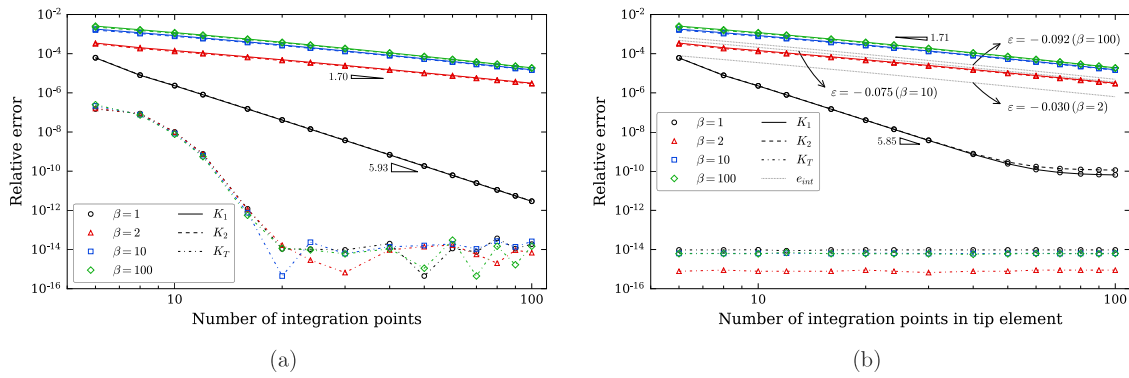 10⁻²
10⁻⁴
10⁻⁶
10⁻⁸
10⁻¹⁰
10⁻¹²
10⁻¹⁴
10⁻¹⁶
Relative error
1.70
5.93
β = 1 K₁
β = 2 K₂
β = 10 K_T
β = 100
10 100
Number of integration points
(a)
10⁻²
10⁻⁴
10⁻⁶
10⁻⁸
10⁻¹⁰
10⁻¹²
10⁻¹⁴
10⁻¹⁶
Relative error
1.71
ε = −0.092 (β = 100)
ε = −0.075 (β = 10)
ε = −0.030 (β = 2)
5.85
β = 1 K₁
β = 2 K₂
β = 10 K_T
β = 100 e_int
10 100
Number of integration points in tip element
(b)